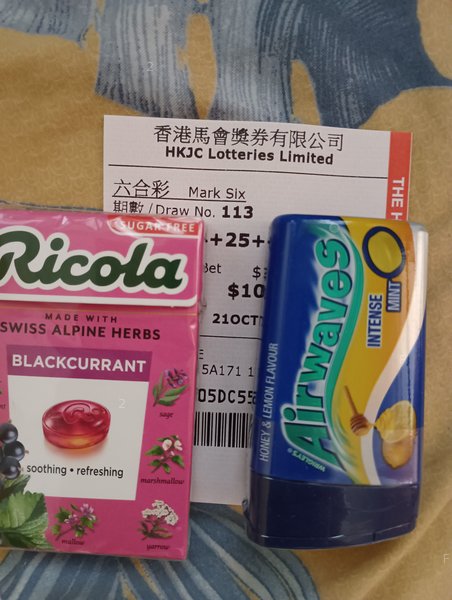 香港馬會獎券有限公司
HKJC Lotteries Limited
六合彩 Mark Six
期數 / Draw No. 113
+25+
Bet
$10
21OCT
5A171 1
05DC55
THE H
SUGAR FREE
Ricola
MADE WITH
SWISS ALPINE HERBS
BLACKCURRANT
soothing • refreshing
sage
marshmallow
mallow
yarrow
Airwaves
INTENSE
MINT
HONEY & LEMON FLAVOUR
WRIGLEY'S